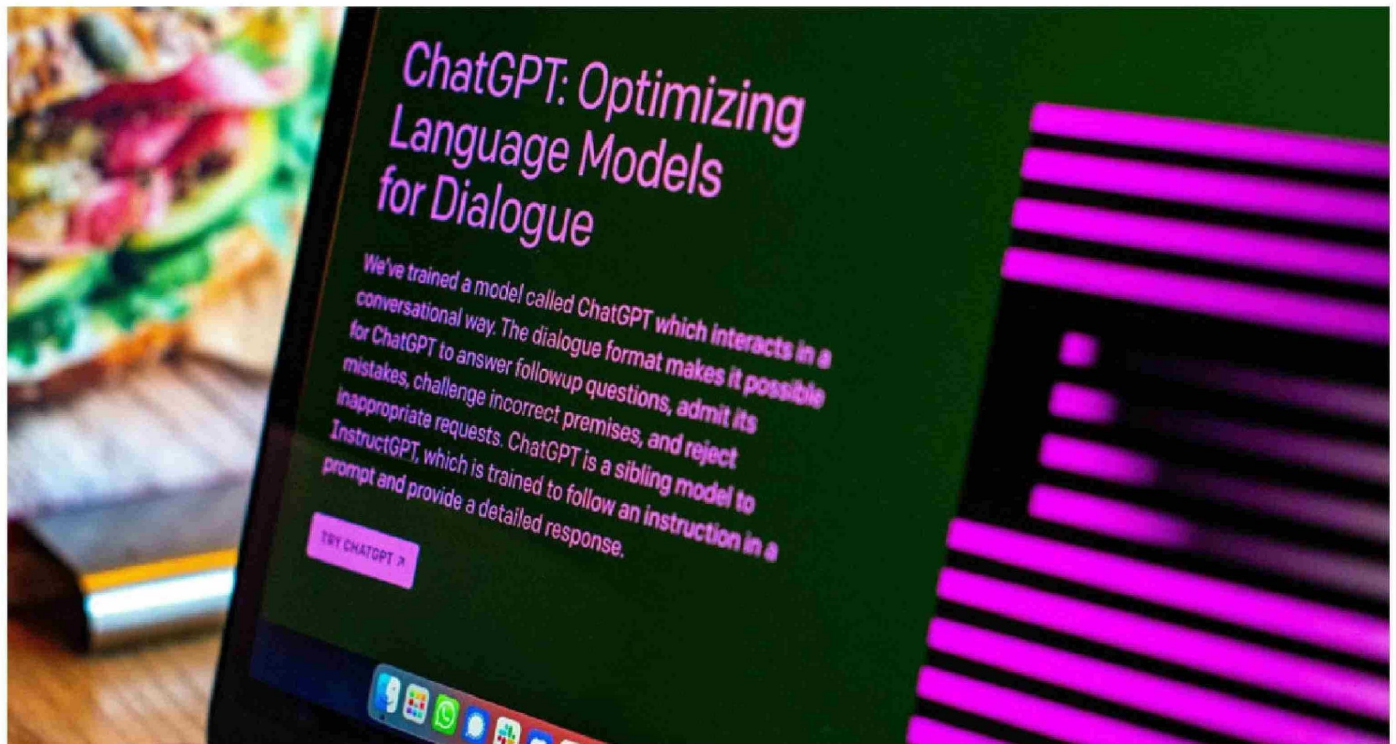 ChatGPT: Optimizing
Language Models
for Dialogue
We've trained a model called ChatGPT which interacts in a
conversational way. The dialogue format makes it possible
for ChatGPT to answer followup questions, admit its
mistakes, challenge incorrect premises, and reject
inappropriate requests. ChatGPT is a sibling model to
InstructGPT, which is trained to follow an instruction in a
prompt and provide a detailed response.
TRY CHATGPT ↗